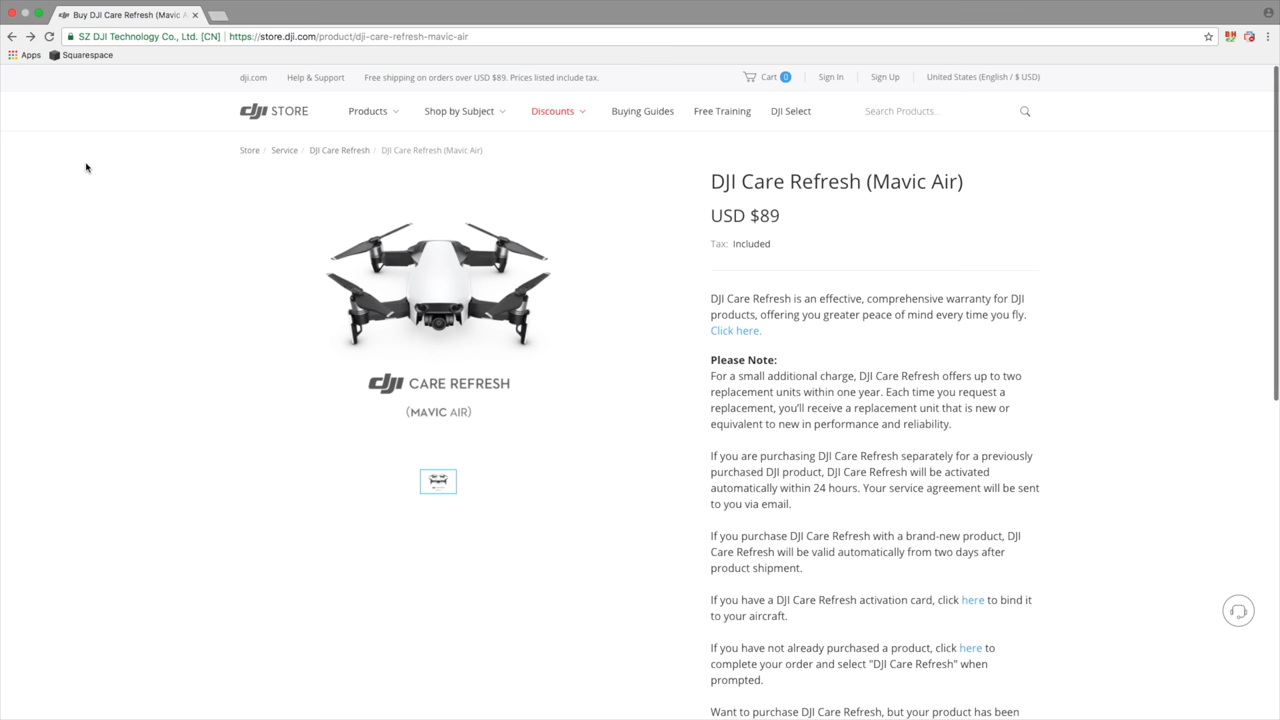 Buy DJI Care Refresh (Mavic A
SZ DJI Technology Co., Ltd. [CN] | https://store.dji.com/product/dji-care-refresh-mavic-air
Apps Squarespace
dji.com Help & Support Free shipping on orders over USD $89. Prices listed include tax. Cart 0 Sign In Sign Up United States (English / $ USD)
dji STORE Products Shop by Subject Discounts Buying Guides Free Training DJI Select Search Products..
Store / Service / DJI Care Refresh / DJI Care Refresh (Mavic Air)
DJI Care Refresh (Mavic Air)
USD $89
Tax: Included
DJI Care Refresh is an effective, comprehensive warranty for DJI
products, offering you greater peace of mind every time you fly.
Click here.
Please Note:
For a small additional charge, DJI Care Refresh offers up to two
replacement units within one year. Each time you request a
replacement, you'll receive a replacement unit that is new or
equivalent to new in performance and reliability.
If you are purchasing DJI Care Refresh separately for a previously
purchased DJI product, DJI Care Refresh will be activated
automatically within 24 hours. Your service agreement will be sent
to you via email.
If you purchase DJI Care Refresh with a brand-new product, DJI
Care Refresh will be valid automatically from two days after
product shipment.
If you have a DJI Care Refresh activation card, click here to bind it
to your aircraft.
If you have not already purchased a product, click here to
complete your order and select "DJI Care Refresh" when
prompted.
Want to purchase DJI Care Refresh, but your product has been
dji CARE REFRESH
(MAVIC AIR)